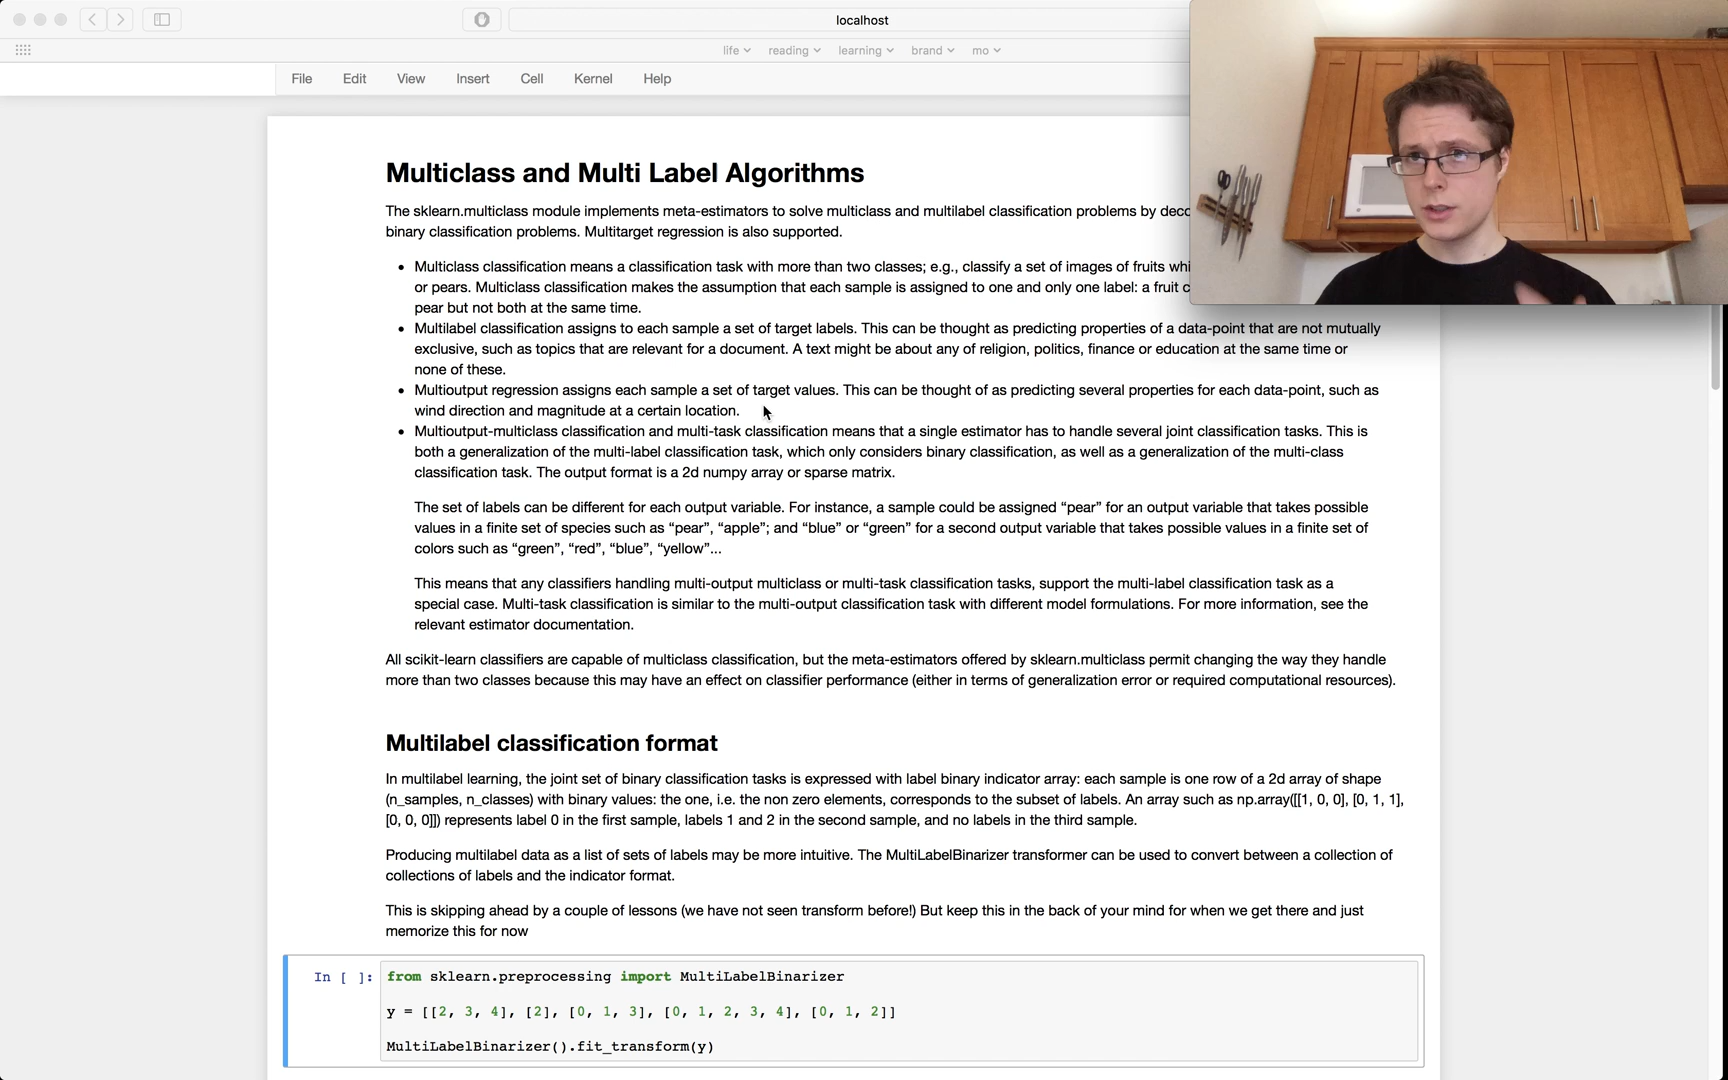 localhost
life reading learning brand mo
File Edit View Insert Cell Kernel Help
Multiclass and Multi Label Algorithms
The sklearn.multiclass module implements meta-estimators to solve multiclass and multilabel classification problems by
binary classification problems. Multitarget regression is also supported.
• Multiclass classification means a classification task with more than two classes; e.g., classify a set of images of fruits
or pears. Multiclass classification makes the assumption that each sample is assigned to one and only one label: a fruit
pear but not both at the same time.
• Multilabel classification assigns to each sample a set of target labels. This can be thought as predicting properties of a data-point that are not mutually
exclusive, such as topics that are relevant for a document. A text might be about any of religion, politics, finance or education at the same time or
none of these.
• Multioutput regression assigns each sample a set of target values. This can be thought of as predicting several properties for each data-point, such as
wind direction and magnitude at a certain location.
• Multioutput-multiclass classification and multi-task classification means that a single estimator has to handle several joint classification tasks. This is
both a generalization of the multi-label classification task, which only considers binary classification, as well as a generalization of the multi-class
classification task. The output format is a 2d numpy array or sparse matrix.
The set of labels can be different for each output variable. For instance, a sample could be assigned “pear” for an output variable that takes possible
values in a finite set of species such as “pear”, “apple”; and “blue” or “green” for a second output variable that takes possible values in a finite set of
colors such as “green”, “red”, “blue”, “yellow”...
This means that any classifiers handling multi-output multiclass or multi-task classification tasks, support the multi-label classification task as a
special case. Multi-task classification is similar to the multi-output classification task with different model formulations. For more information, see the
relevant estimator documentation.
All scikit-learn classifiers are capable of multiclass classification, but the meta-estimators offered by sklearn.multiclass permit changing the way they handle
more than two classes because this may have an effect on classifier performance (either in terms of generalization error or required computational resources).
Multilabel classification format
In multilabel learning, the joint set of binary classification tasks is expressed with label binary indicator array: each sample is one row of a 2d array of shape
(n_samples, n_classes) with binary values: the one, i.e. the non zero elements, corresponds to the subset of labels. An array such as np.array([[1, 0, 0], [0, 1, 1],
[0, 0, 0]]) represents label 0 in the first sample, labels 1 and 2 in the second sample, and no labels in the third sample.
Producing multilabel data as a list of sets of labels may be more intuitive. The MultiLabelBinarizer transformer can be used to convert between a collection of
collections of labels and the indicator format.
This is skipping ahead by a couple of lessons (we have not seen transform before!) But keep this in the back of your mind for when we get there and just
memorize this for now
In [ ]: from sklearn.preprocessing import MultiLabelBinarizer
y = [[2, 3, 4], [2], [0, 1, 3], [0, 1, 2, 3, 4], [0, 1, 2]]
MultiLabelBinarizer().fit_transform(y)